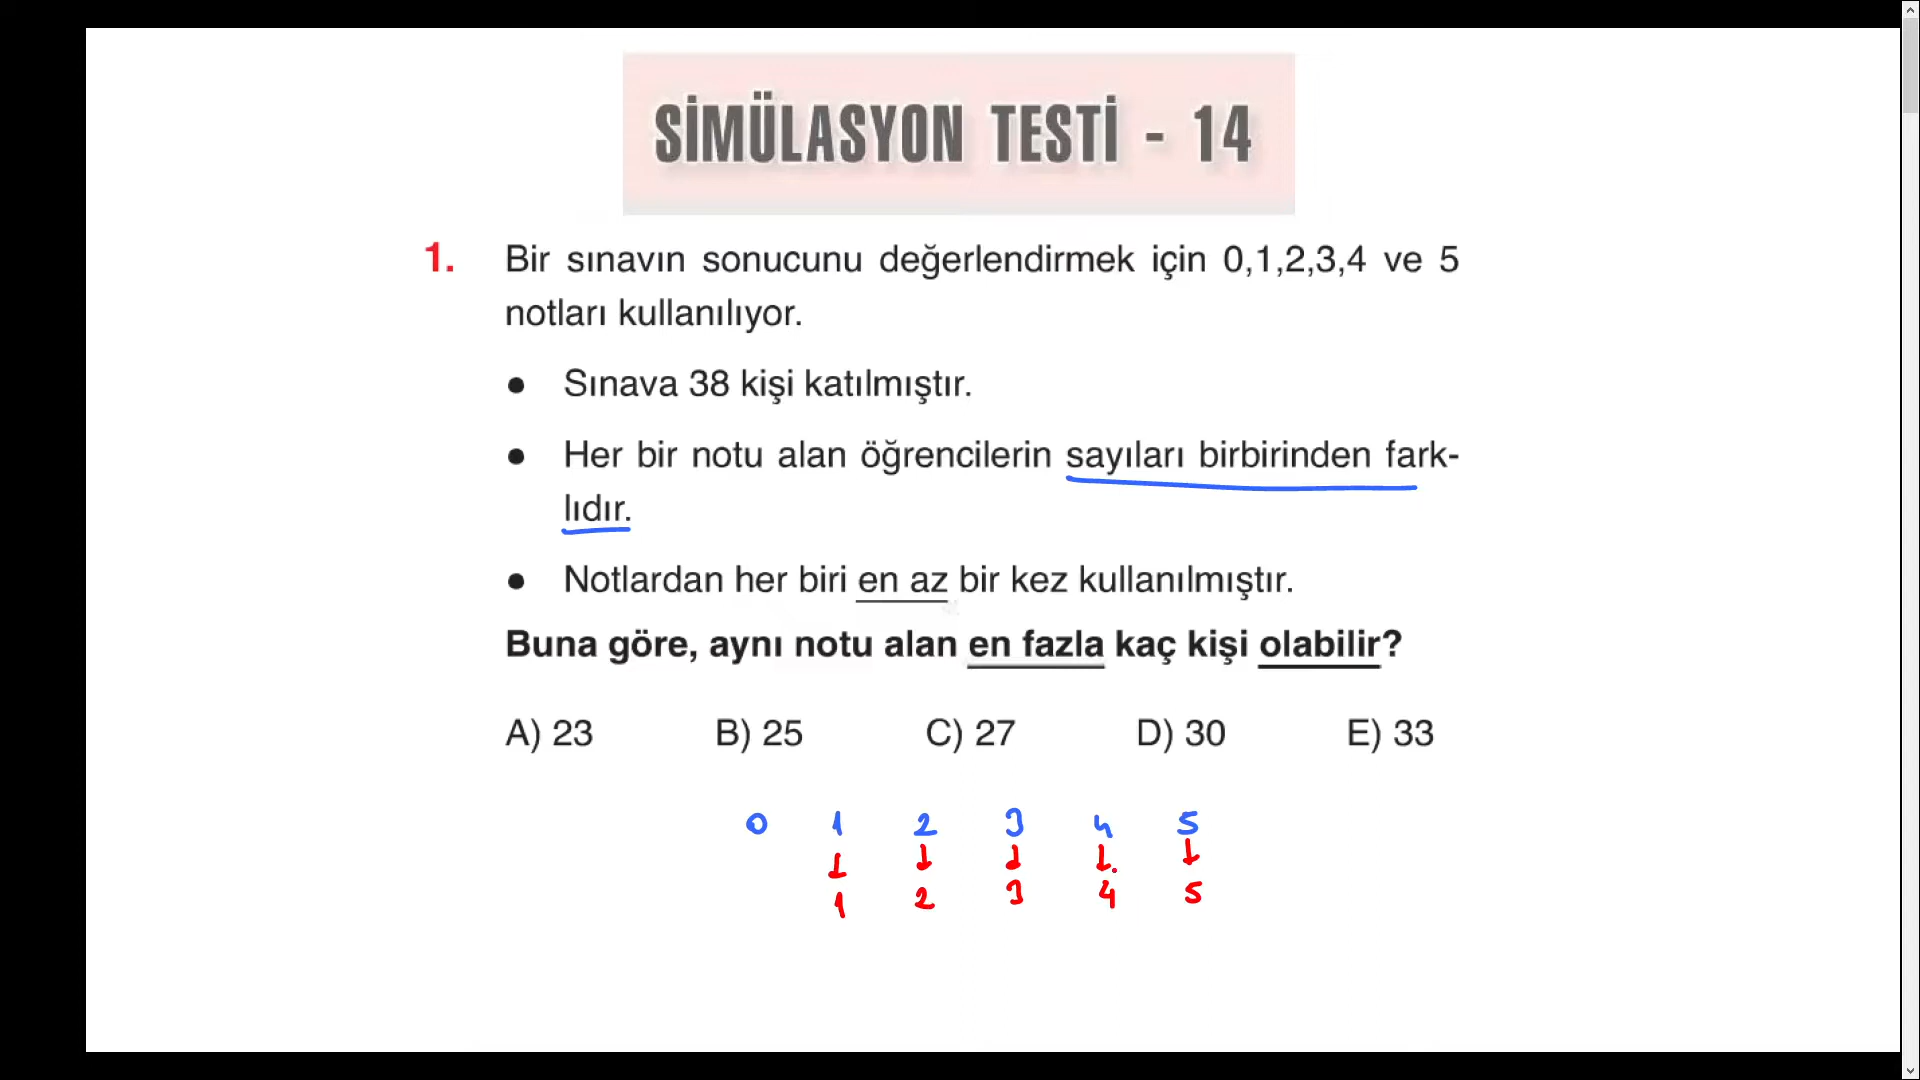 SİMÜLASYON TESTİ - 14
1. Bir sınavın sonucunu değerlendirmek için 0,1,2,3,4 ve 5
notları kullanılıyor.
● Sınava 38 kişi katılmıştır.
● Her bir notu alan öğrencilerin sayıları birbirinden fark-
lıdır.
● Notlardan her biri en az bir kez kullanılmıştır.
Buna göre, aynı notu alan en fazla kaç kişi olabilir?
A) 23 B) 25 C) 27 D) 30 E) 33
0 1 2 3 4 5
1 2 3 4 5